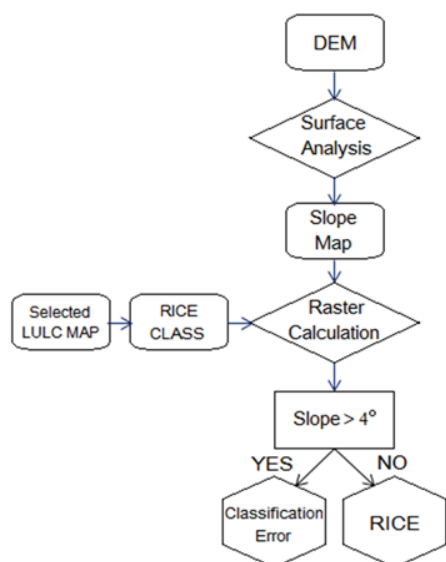 DEM
Surface
Analysis
Slope
Map
Selected
LULC MAP
RICE
CLASS
Raster
Calculation
Slope > 4°
YES
NO
Classification
Error
RICE